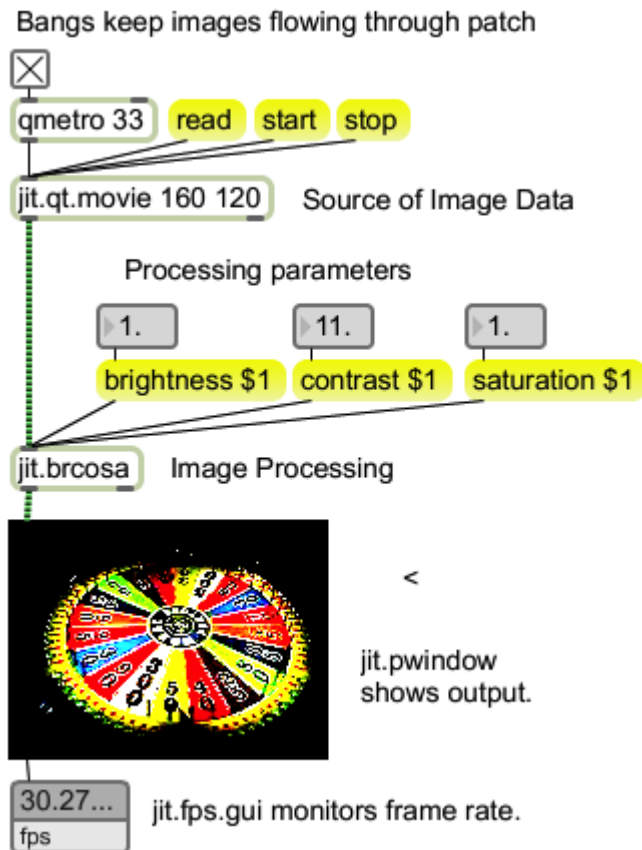 Bangs keep images flowing through patch
qmetro 33 read start stop
jit.qt.movie 160 120 Source of Image Data
Processing parameters
1. 11. 1.
brightness $1 contrast $1 saturation $1
jit.brcosa Image Processing
<
jit.pwindow
shows output.
30.27...
fps
jit.fps.gui monitors frame rate.